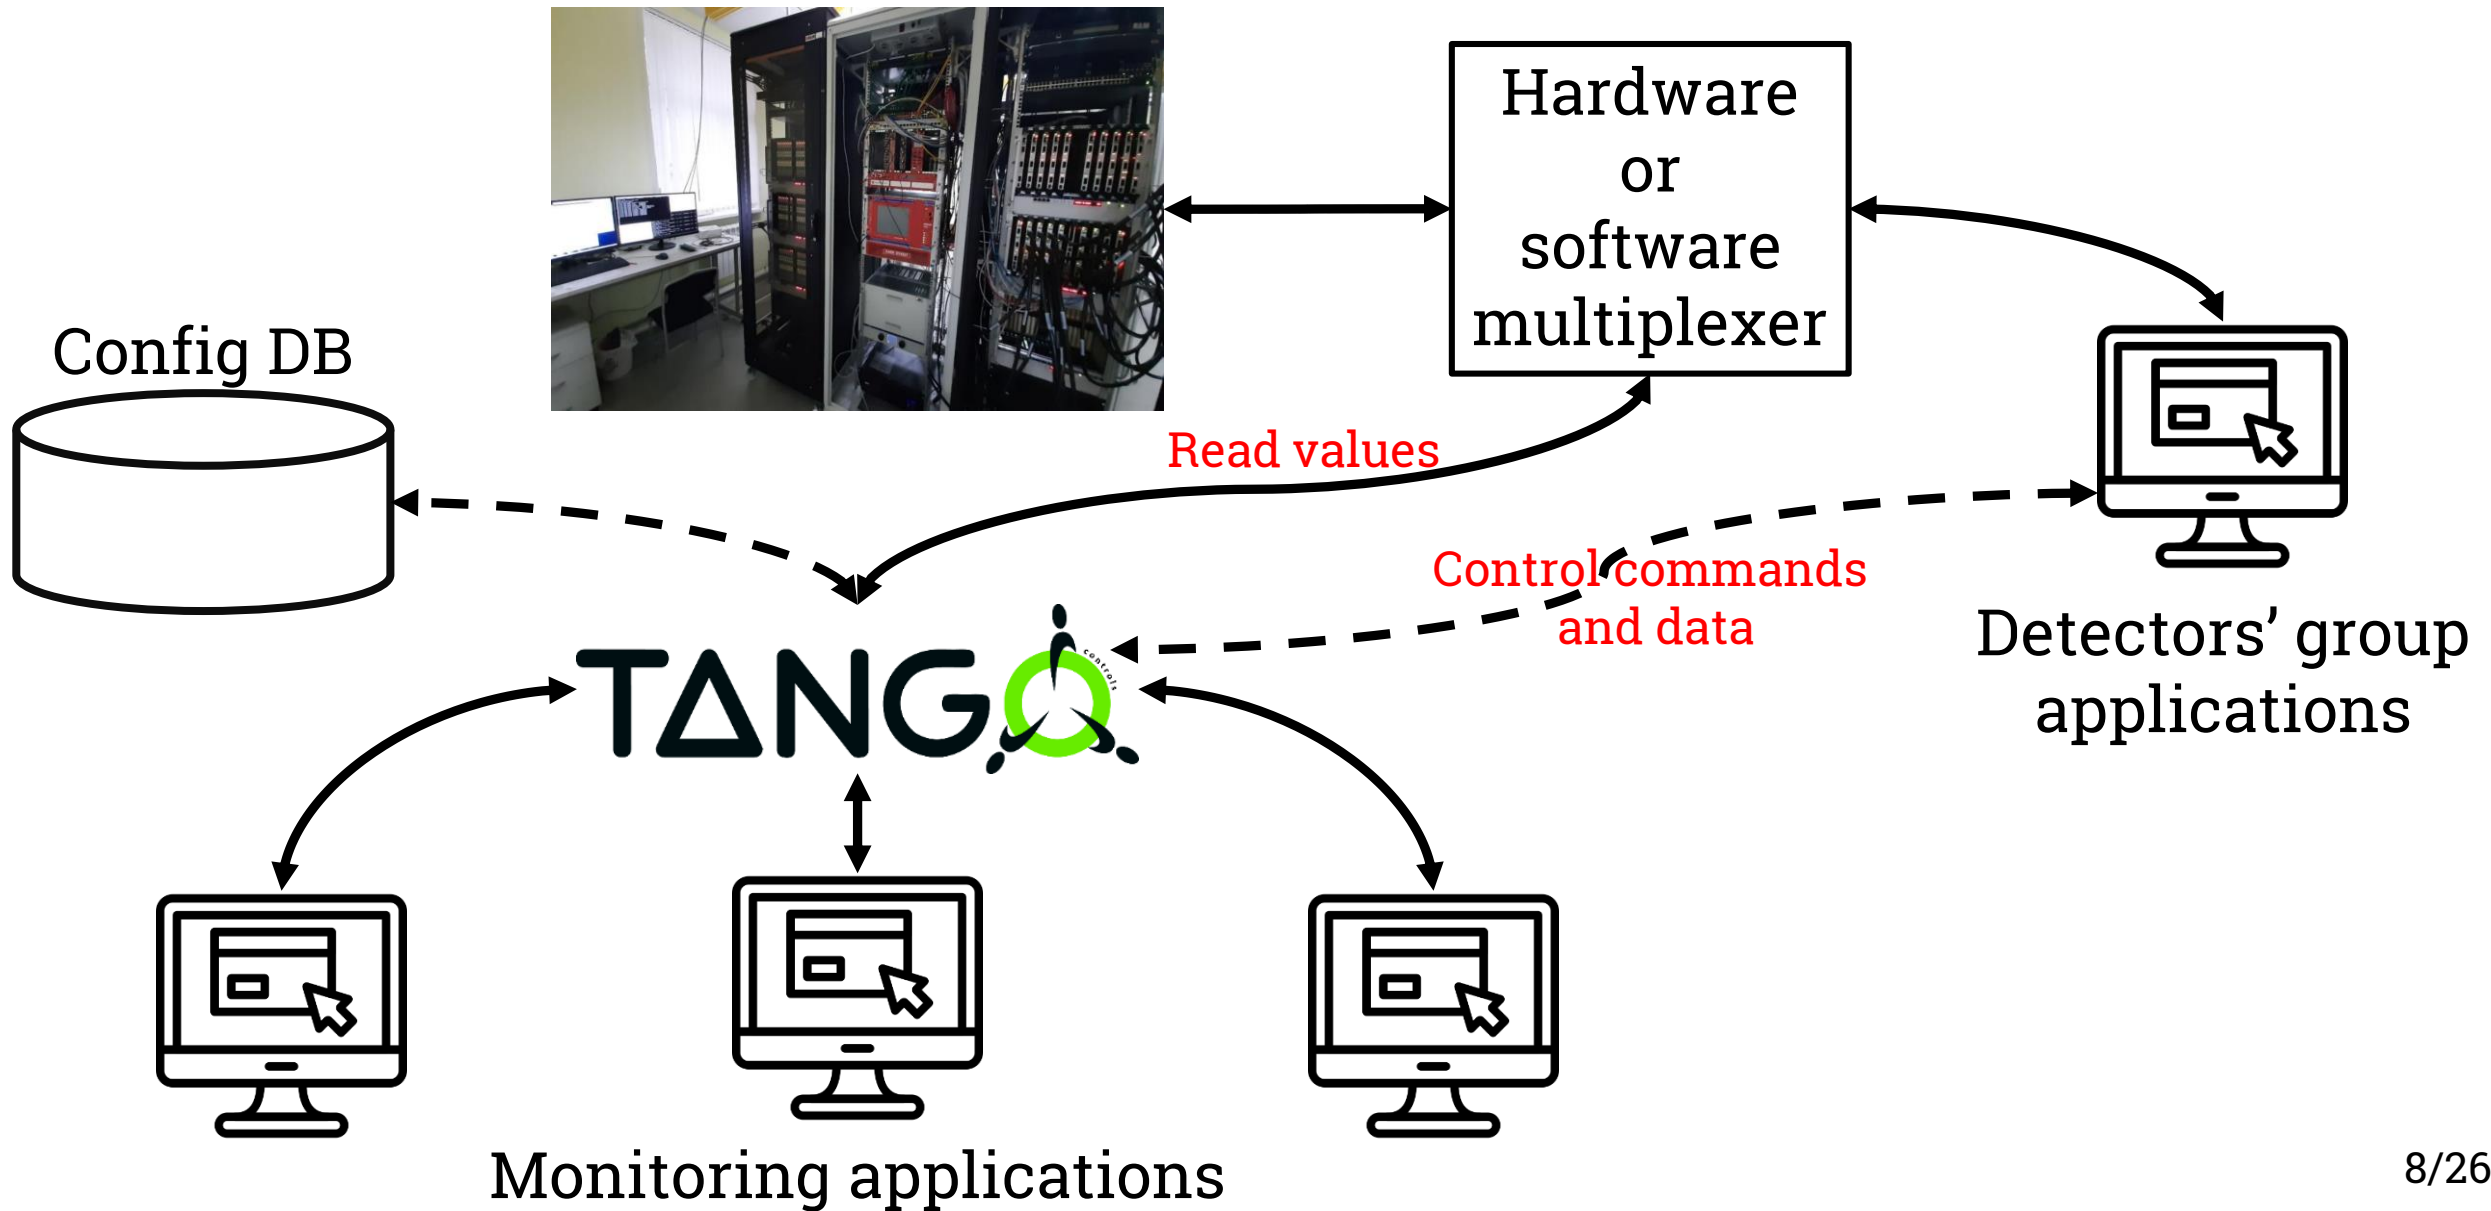 Hardware
or
software
multiplexer
Config DB
Read values
Control commands
and data
Detectors’ group
applications
TANGO
controls
Monitoring applications
8/26